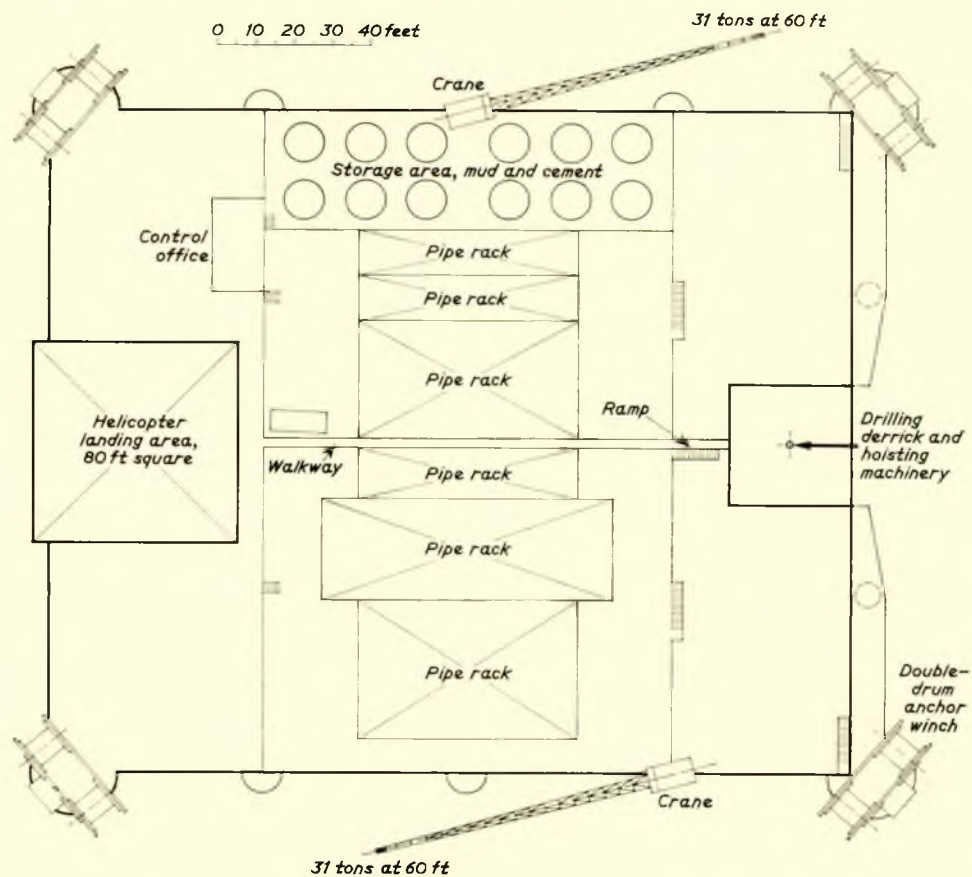 31 tons at 60 ft
0 10 20 30 40 feet
Crane
Storage area, mud and cement
Control
office
Pipe rack
Pipe rack
Pipe rack
Helicopter
landing area,
80 ft square
Ramp
Drilling
derrick and
hoisting
machinery
Walkway
Pipe rack
Pipe rack
Pipe rack
Double-
drum
anchor
winch
Crane
31 tons at 60 ft